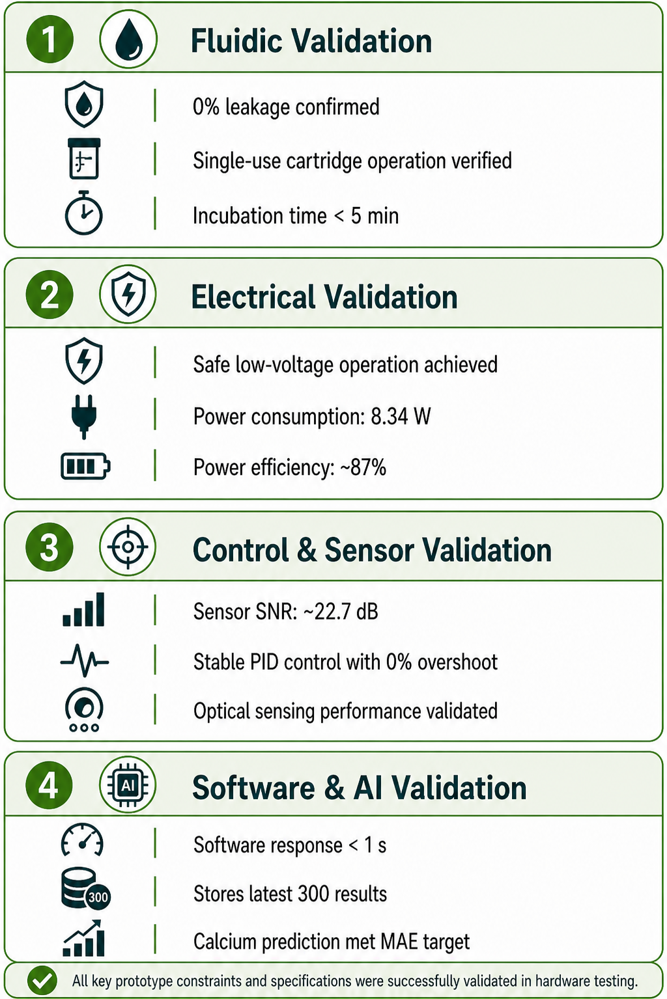 1
Fluidic Validation
0% leakage confirmed
Single-use cartridge operation verified
Incubation time < 5 min
2
Electrical Validation
Safe low-voltage operation achieved
Power consumption: 8.34 W
Power efficiency: ~87%
3
Control & Sensor Validation
Sensor SNR: ~22.7 dB
Stable PID control with 0% overshoot
Optical sensing performance validated
4
AI
Software & AI Validation
Software response < 1 s
300
Stores latest 300 results
Calcium prediction met MAE target
All key prototype constraints and specifications were successfully validated in hardware testing.